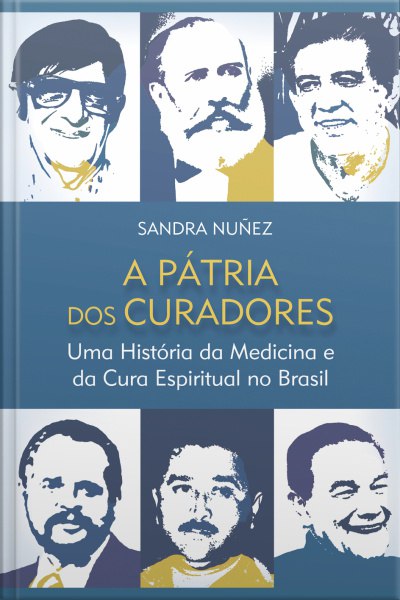 SANDRA NUÑEZ
A PÁTRIA
DOS CURADORES
Uma História da Medicina e
da Cura Espiritual no Brasil